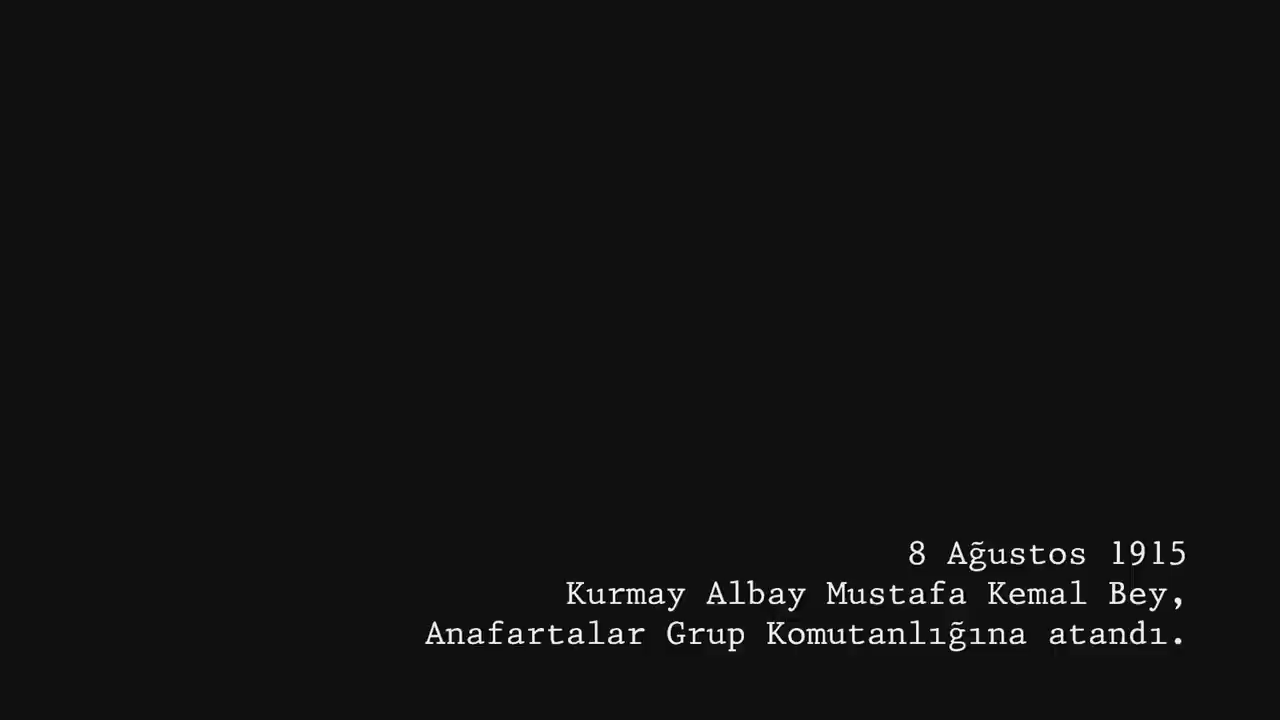 8 Ağustos 1915
Kurmay Albay Mustafa Kemal Bey,
Anafartalar Grup Komutanlığına atandı.